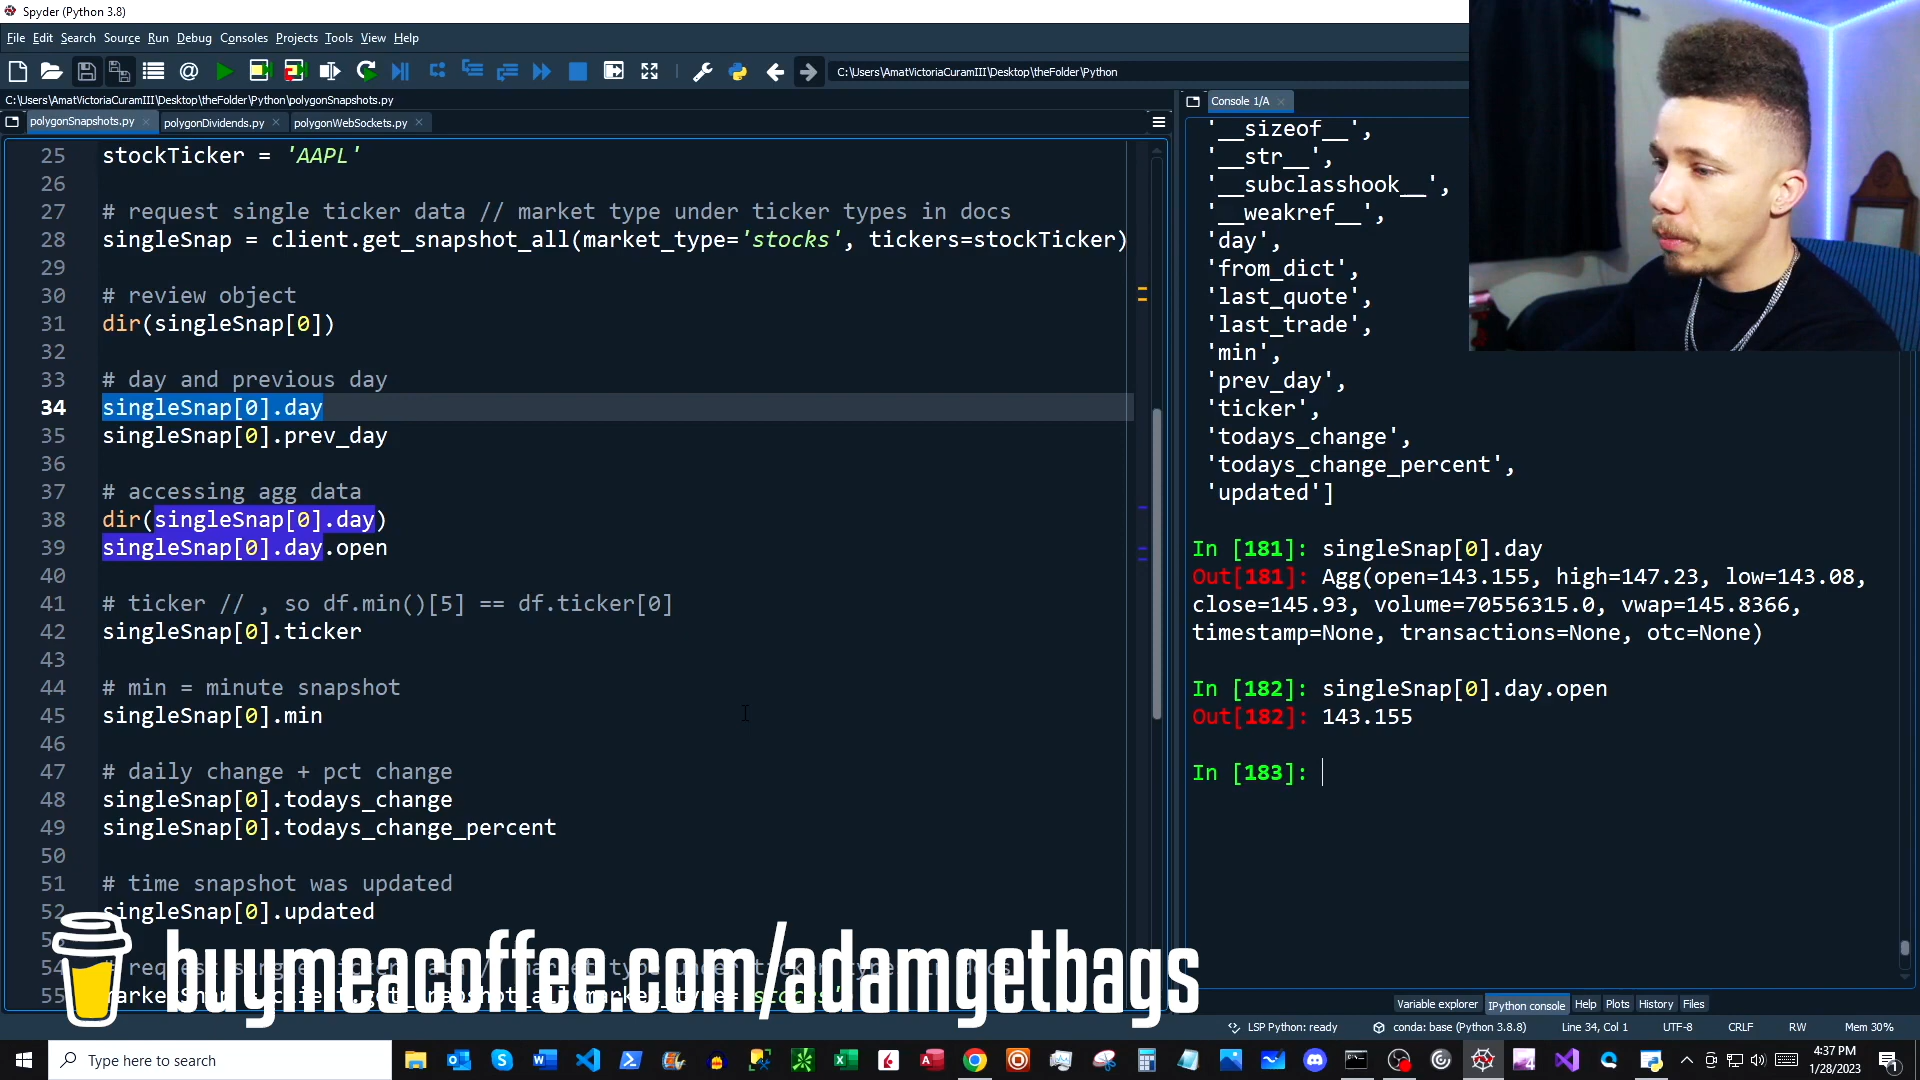 Spyder (Python 3.8)
File Edit Search Source Run Debug Consoles Projects Tools View Help
C:\Users\AmatVictoriaCuramIII\Desktop\theFolder\Python
C:\Users\AmatVictoriaCuramIII\Desktop\theFolder\Python\polygonSnapshots.py
polygonSnapshots.py polygonDividends.py polygonWebSockets.py
25 stockTicker = 'AAPL'
26
27 # request single ticker data // market type under ticker types in docs
28 singleSnap = client.get_snapshot_all(market_type='stocks', tickers=stockTicker)
29
30 # review object
31 dir(singleSnap[0])
32
33 # day and previous day
34 singleSnap[0].day
35 singleSnap[0].prev_day
36
37 # accessing agg data
38 dir(singleSnap[0].day)
39 singleSnap[0].day.open
40
41 # ticker // , so df.min()[5] == df.ticker[0]
42 singleSnap[0].ticker
43
44 # min = minute snapshot
45 singleSnap[0].min
46
47 # daily change + pct change
48 singleSnap[0].todays_change
49 singleSnap[0].todays_change_percent
50
51 # time snapshot was updated
52 singleSnap[0].updated
54
55
buymeacoffee.com/adamgetbags
Console 1/A
'__sizeof__',
'__str__',
'__subclasshook__',
'__weakref__',
'day',
'from_dict',
'last_quote',
'last_trade',
'min',
'prev_day',
'ticker',
'todays_change',
'todays_change_percent',
'updated']
In [181]: singleSnap[0].day
Out[181]: Agg(open=143.155, high=147.23, low=143.08,
close=145.93, volume=70556315.0, vwap=145.8366,
timestamp=None, transactions=None, otc=None)
In [182]: singleSnap[0].day.open
Out[182]: 143.155
In [183]:
Variable explorer IPython console Help Plots History Files
LSP Python: ready conda: base (Python 3.8.8) Line 34, Col 1 UTF-8 CRLF RW Mem 30%
Type here to search
4:37 PM
1/28/2023